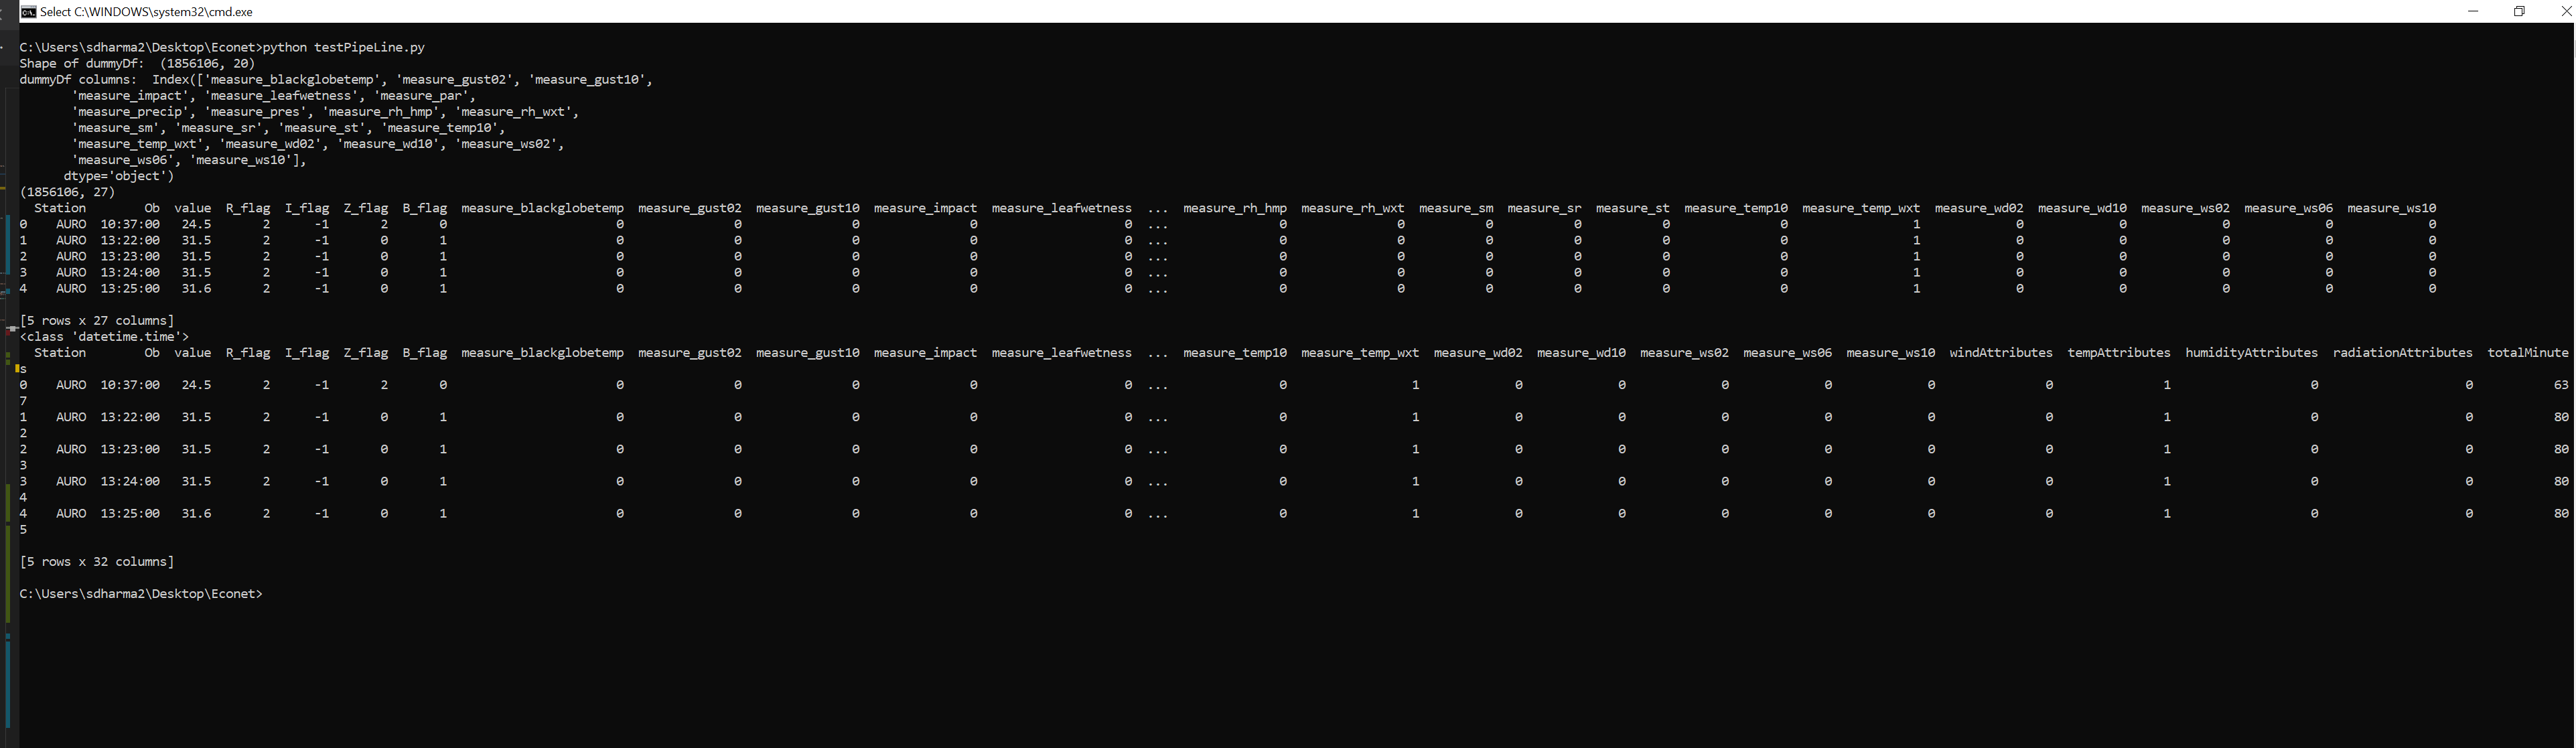 Select C:\WINDOWS\system32\cmd.exe
C:\Users\sdharma2\Desktop\Econet>python testPipeLine.py
Shape of dummyDf:  (1856106, 20)
dummyDf columns:  Index(['measure_blackglobetemp', 'measure_gust02', 'measure_gust10',
'measure_impact', 'measure_leafwetness', 'measure_par',
'measure_precip', 'measure_pres', 'measure_rh_hmp', 'measure_rh_wxt',
'measure_sm', 'measure_sr', 'measure_st', 'measure_temp10',
'measure_temp_wxt', 'measure_wd02', 'measure_wd10', 'measure_ws02',
'measure_ws06', 'measure_ws10'],
dtype='object')
(1856106, 27)
Station Ob value R_flag I_flag Z_flag B_flag measure_blackglobetemp measure_gust02 measure_gust10 measure_impact measure_leafwetness ... measure_rh_hmp measure_rh_wxt measure_sm measure_sr measure_st measure_temp10 measure_temp_wxt measure_wd02 measure_wd10 measure_ws02 measure_ws06 measure_ws10
0 AURO 10:37:00 24.5 2 -1 2 0 0 0 0 0 0 ... 0 0 0 0 0 0 1 0 0 0 0 0
1 AURO 13:22:00 31.5 2 -1 0 1 0 0 0 0 0 ... 0 0 0 0 0 0 1 0 0 0 0 0
2 AURO 13:23:00 31.5 2 -1 0 1 0 0 0 0 0 ... 0 0 0 0 0 0 1 0 0 0 0 0
3 AURO 13:24:00 31.5 2 -1 0 1 0 0 0 0 0 ... 0 0 0 0 0 0 1 0 0 0 0 0
4 AURO 13:25:00 31.6 2 -1 0 1 0 0 0 0 0 ... 0 0 0 0 0 0 1 0 0 0 0 0
[5 rows x 27 columns]
<class 'datetime.time'>
Station Ob value R_flag I_flag Z_flag B_flag measure_blackglobetemp measure_gust02 measure_gust10 measure_impact measure_leafwetness ... measure_temp10 measure_temp_wxt measure_wd02 measure_wd10 measure_ws02 measure_ws06 measure_ws10 windAttributes tempAttributes humidityAttributes radiationAttributes totalMinute
s
0 AURO 10:37:00 24.5 2 -1 2 0 0 0 0 0 0 ... 0 1 0 0 0 0 0 0 1 0 0 63
7
1 AURO 13:22:00 31.5 2 -1 0 1 0 0 0 0 0 ... 0 1 0 0 0 0 0 0 1 0 0 80
2
2 AURO 13:23:00 31.5 2 -1 0 1 0 0 0 0 0 ... 0 1 0 0 0 0 0 0 1 0 0 80
3
3 AURO 13:24:00 31.5 2 -1 0 1 0 0 0 0 0 ... 0 1 0 0 0 0 0 0 1 0 0 80
4
4 AURO 13:25:00 31.6 2 -1 0 1 0 0 0 0 0 ... 0 1 0 0 0 0 0 0 1 0 0 80
5
[5 rows x 32 columns]
C:\Users\sdharma2\Desktop\Econet>